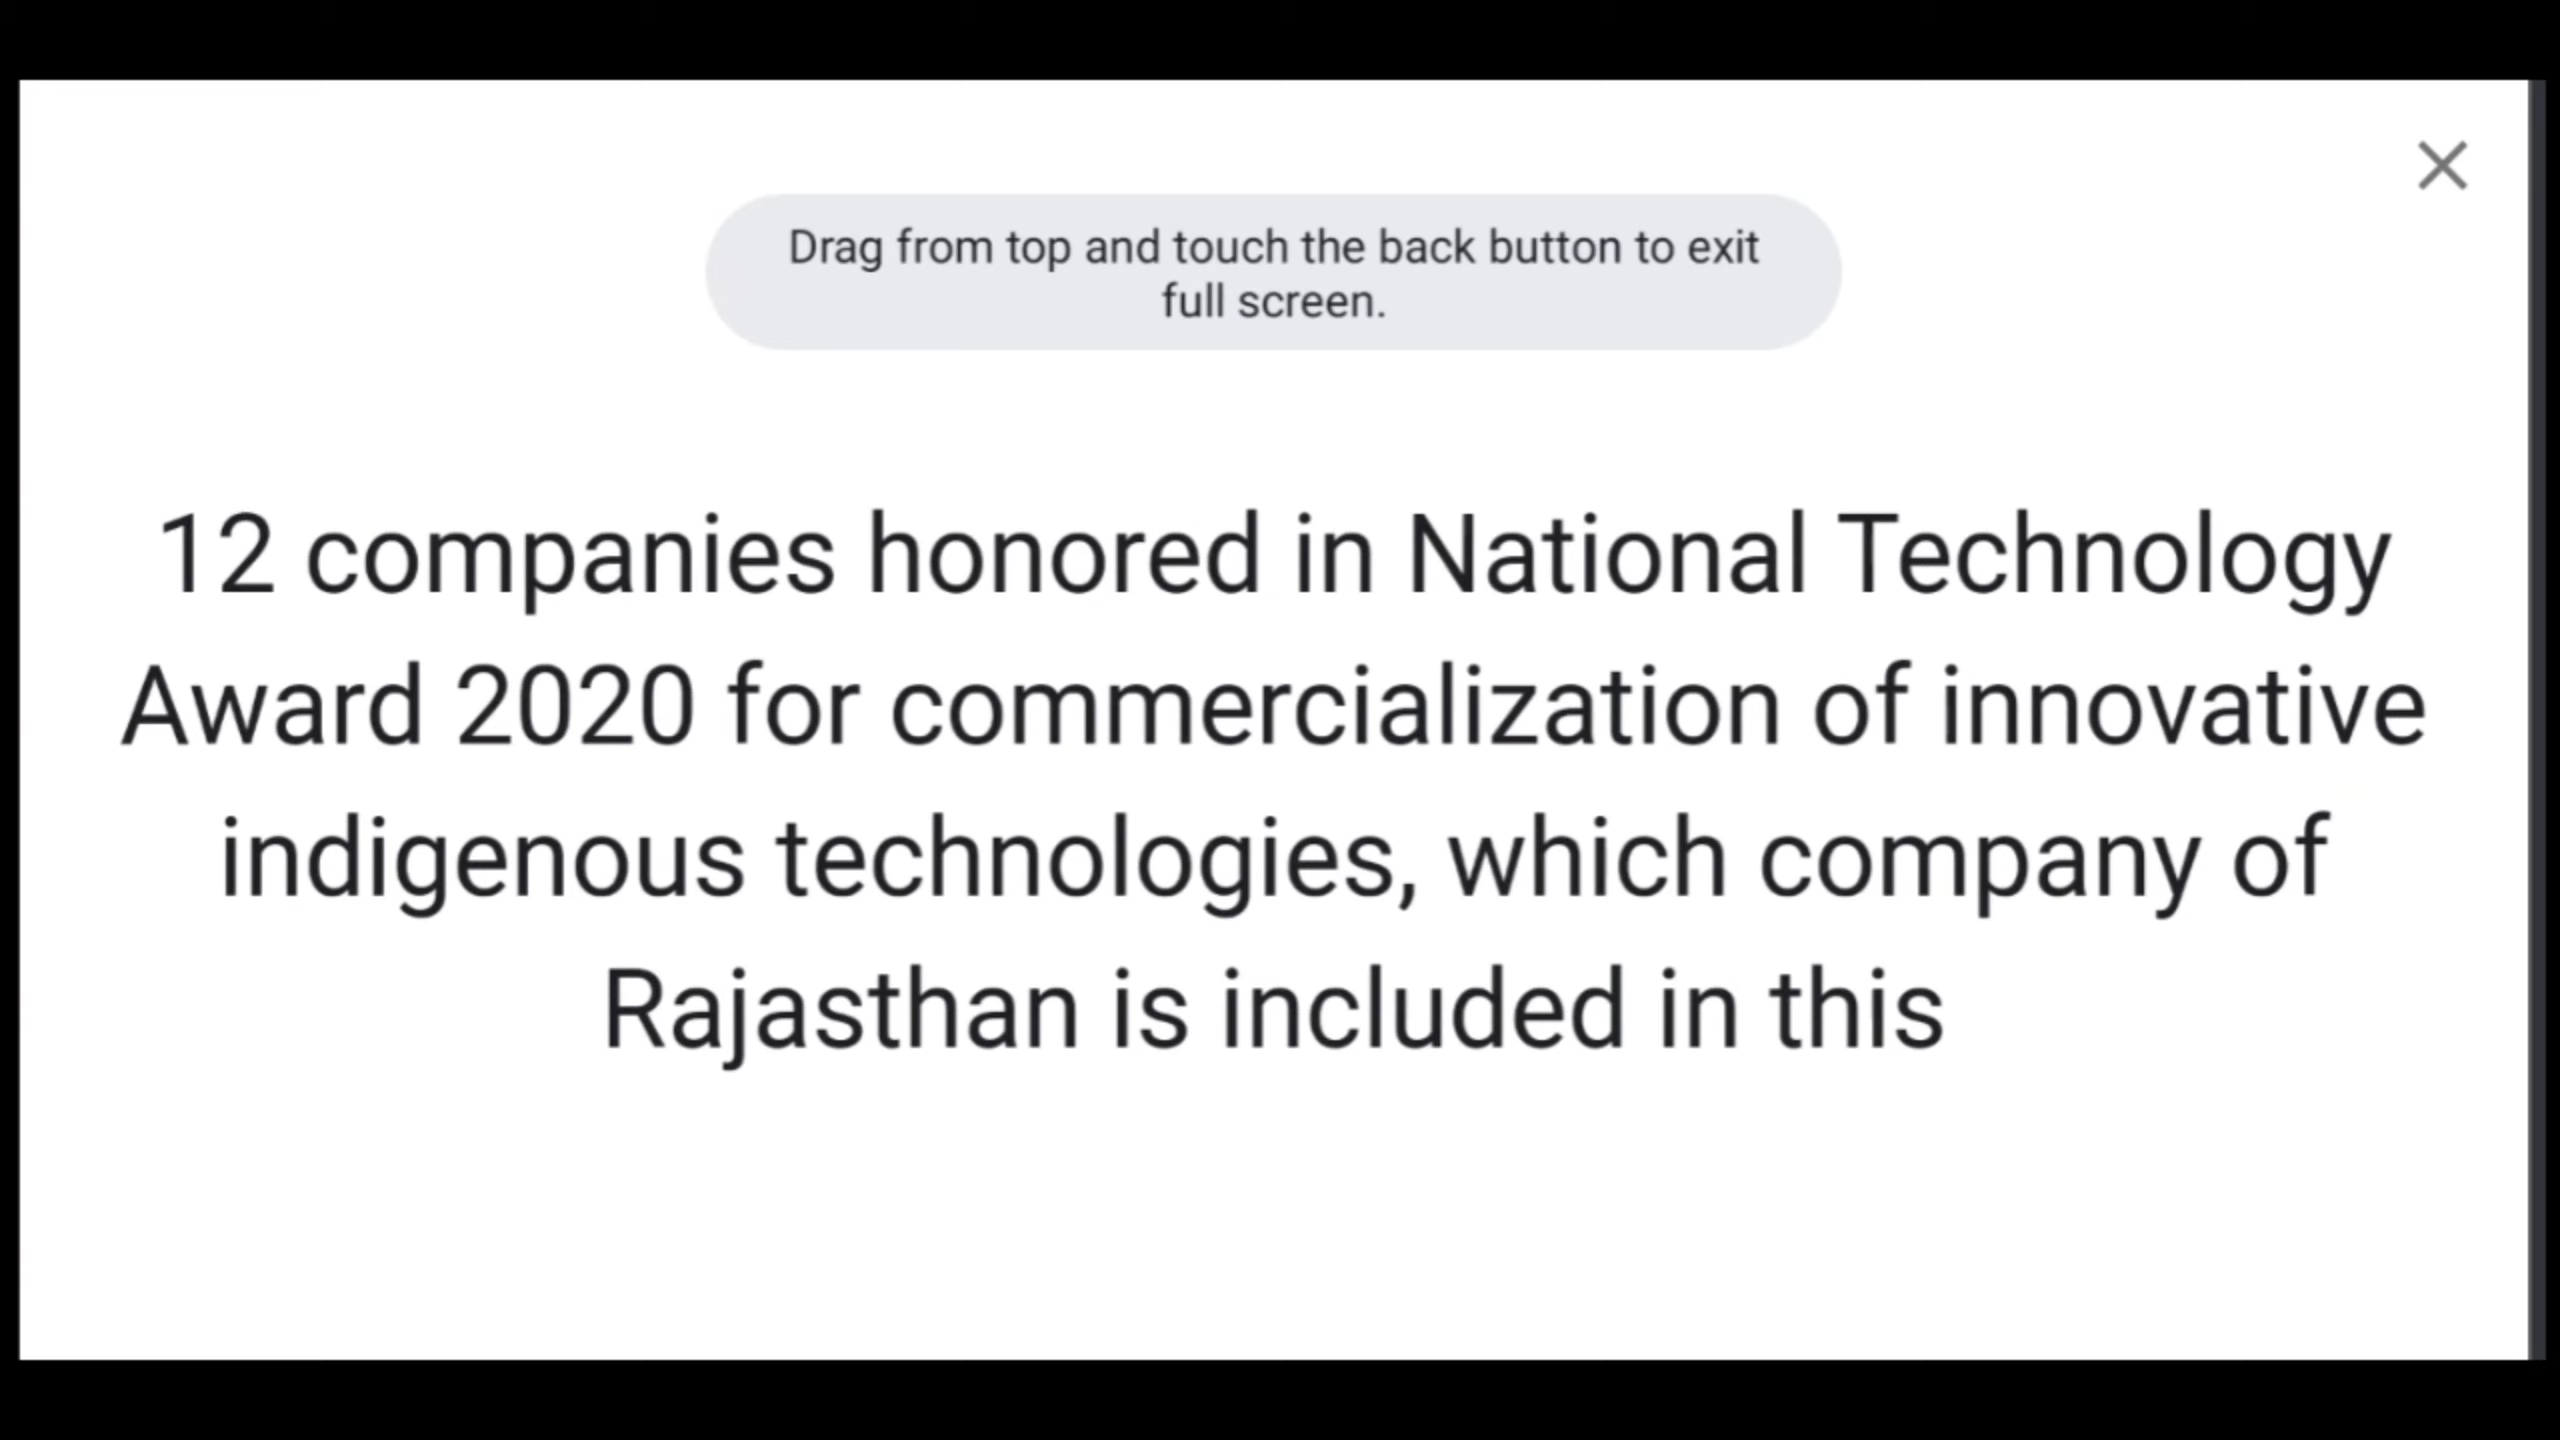 Drag from top and touch the back button to exit
full screen.
12 companies honored in National Technology
Award 2020 for commercialization of innovative
indigenous technologies, which company of
Rajasthan is included in this